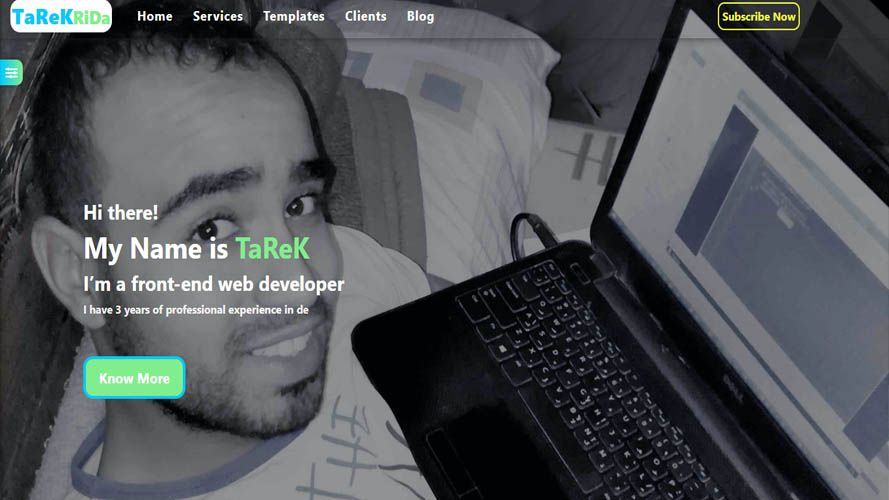 TaReKRiDa
Home Services Templates Clients Blog
Subscribe Now
Hi there!
My Name is TaReK
I'm a front-end web developer
I have 3 years of professional experience in de
Know More
DELL